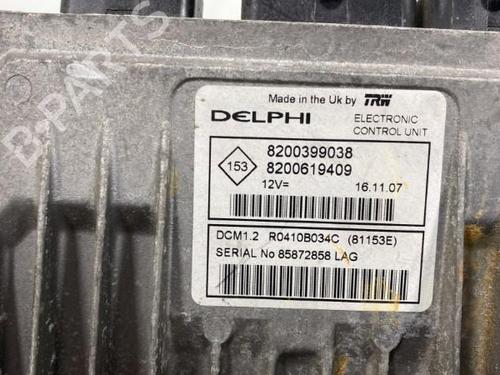 B-PARTS
Made in the Uk by TRW
DELPHI ELECTRONIC CONTROL UNIT
153
8200399038
8200619409
12V= 16.11.07
DCM1.2 R0410B034C (81153E)
SERIAL No 85872858 LAG